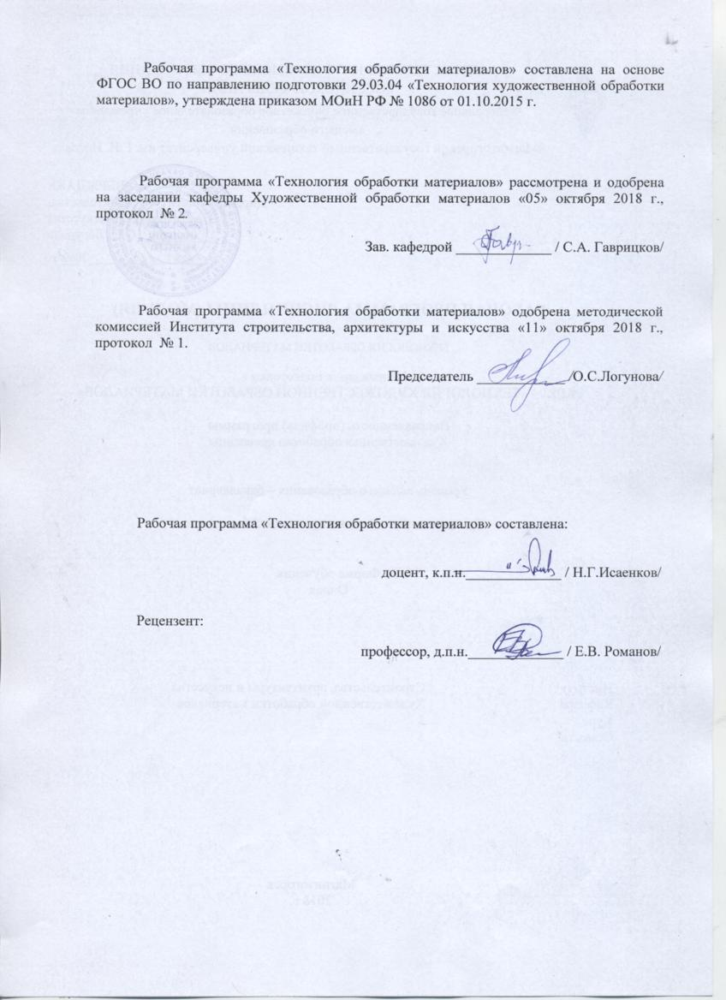 Рабочая программа «Технология обработки материалов» составлена на основе
ФГОС ВО по направлению подготовки 29.03.04 «Технология художественной обработки
материалов», утверждена приказом МОиН РФ № 1086 от 01.10.2015 г.
Рабочая программа «Технология обработки материалов» рассмотрена и одобрена
на заседании кафедры Художественной обработки материалов «05» октября 2018 г.,
протокол № 2.
Зав. кафедрой ______________ / С.А. Гаврицков/
Рабочая программа «Технология обработки материалов» одобрена методической
комиссией Института строительства, архитектуры и искусства «11» октября 2018 г.,
протокол № 1.
Председатель ______________/О.С.Логунова/
Рабочая программа «Технология обработки материалов» составлена:
доцент, к.п.н.______________ / Н.Г.Исаенков/
Рецензент:
профессор, д.п.н.______________ / Е.В. Романов/